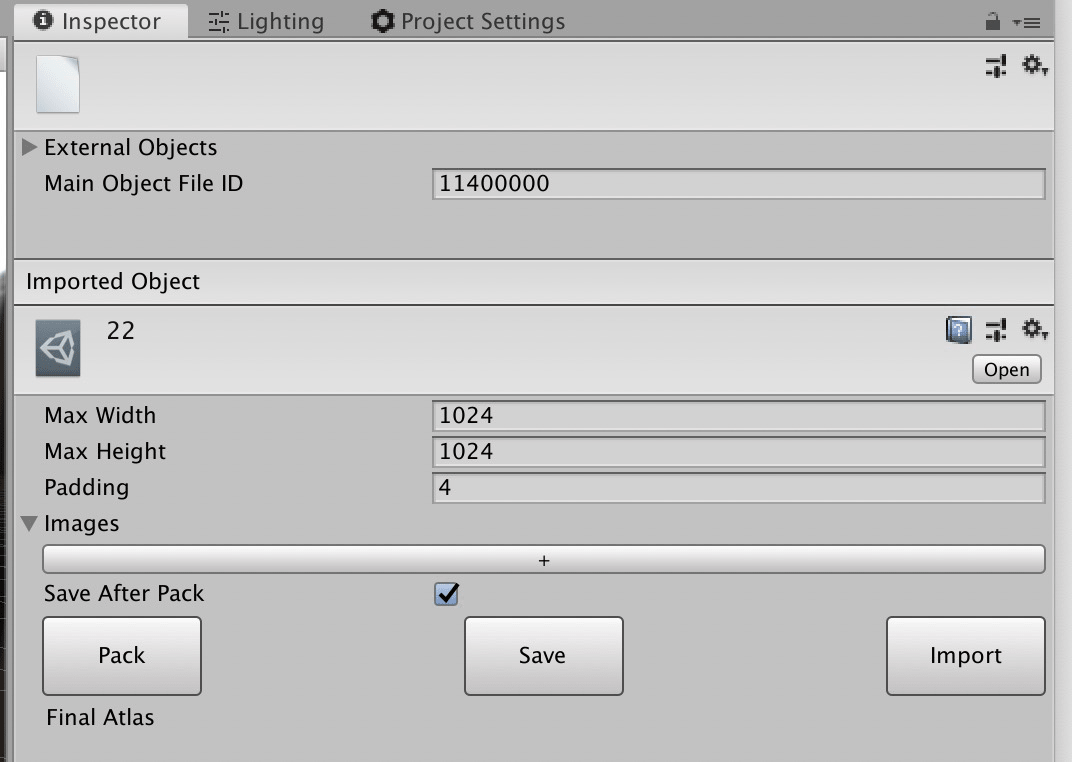 Inspector Lighting Project Settings
External Objects
Main Object File ID 11400000
Imported Object
22
Open
Max Width 1024
Max Height 1024
Padding 4
Images
+
Save After Pack
Pack Save Import
Final Atlas